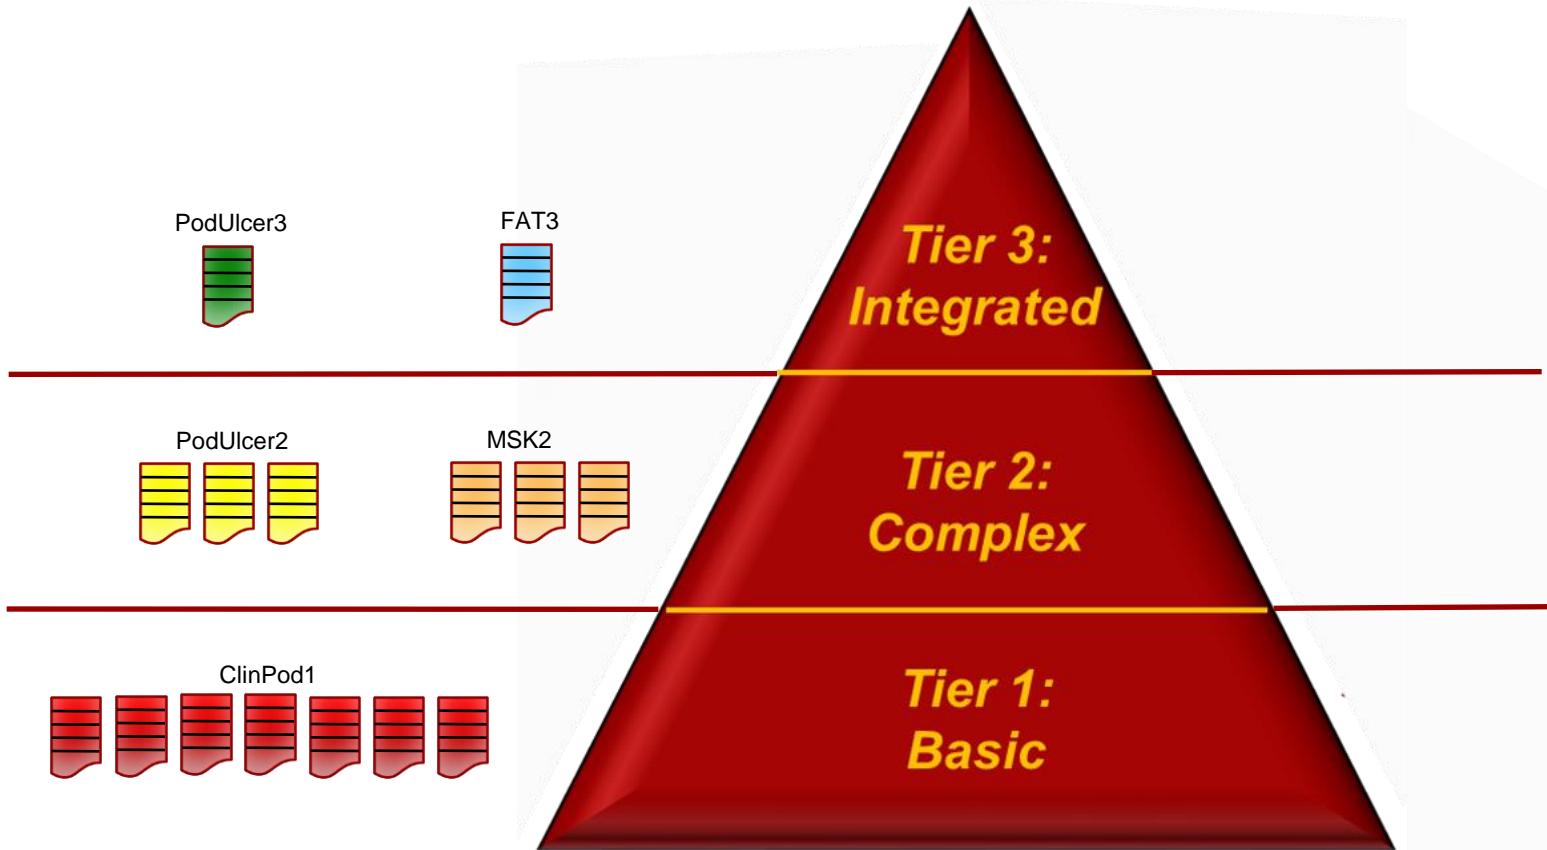 PodUlcer3
FAT3
Tier 3:
Integrated
PodUlcer2
MSK2
Tier 2:
Complex
ClinPod1
Tier 1:
Basic